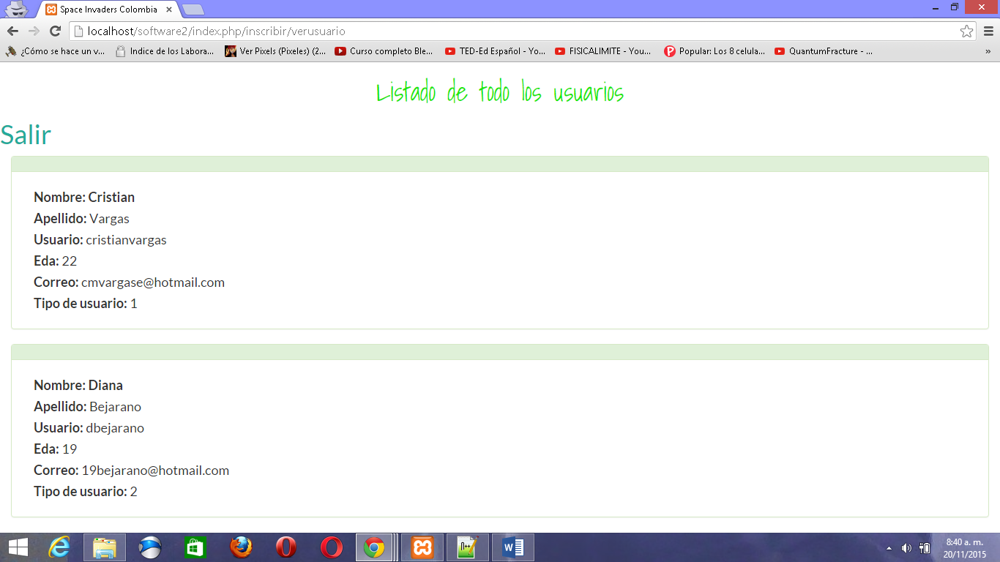 Space Invaders Colombia
localhost/software2/index.php/inscribir/verusuario
¿Cómo se hace un v... Indice de los Labora... Ver Pixels (Pixeles) (2... Curso completo Ble... TED-Ed Español - Yo... FISICALIMITE - You... Popular: Los 8 celula... QuantumFracture - ... »
Listado de todo los usuarios
Salir
Nombre: Cristian
Apellido: Vargas
Usuario: cristianvargas
Eda: 22
Correo: cmvargase@hotmail.com
Tipo de usuario: 1
Nombre: Diana
Apellido: Bejarano
Usuario: dbejarano
Eda: 19
Correo: 19bejarano@hotmail.com
Tipo de usuario: 2
8:40 a. m.
20/11/2015